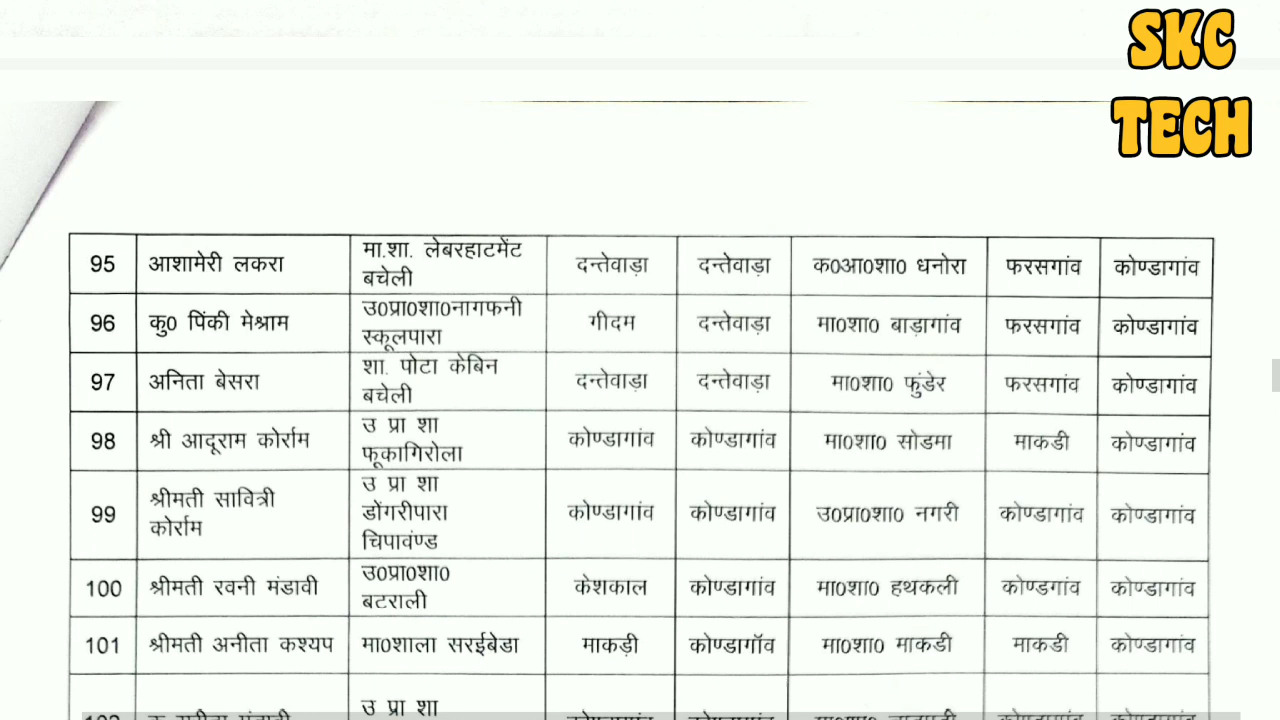 SKC
TECH
95 आशामेरी लकरा मा.शा. लेबरहाटमेंट बचेली दन्तेवाड़ा दन्तेवाड़ा क0आ0शा0 धनोरा फरसगांव कोण्डागांव
96 कु0 पिंकी मेश्राम उ0प्रा0शा0नागफनी स्कूलपारा गीदम दन्तेवाड़ा मा0शा0 बाड़ागांव फरसगांव कोण्डागांव
97 अनिता बेसरा शा. पोटा केबिन बचेली दन्तेवाड़ा दन्तेवाड़ा मा0शा0 फुंडेर फरसगांव कोण्डागांव
98 श्री आदूराम कोर्राम उ प्रा शा फूकागिरोला कोण्डागांव कोण्डागांव मा0शा0 सोडमा माकडी कोण्डागांव
99 श्रीमती सावित्री कोर्राम उ प्रा शा डोंगरीपारा चिपावंण्ड कोण्डागांव कोण्डागांव उ0प्रा0शा0 नगरी कोण्डागांव कोण्डागांव
100 श्रीमती रवनी मंडावी उ0प्रा0शा0 बटराली केशकाल कोण्डागांव मा0शा0 हथकली कोण्डगांव कोण्डागांव
101 श्रीमती अनीता कश्यप मा0शाला सरईबेडा माकड़ी कोण्डागॉव मा0शा0 माकडी माकडी कोण्डागांव
उ प्रा शा